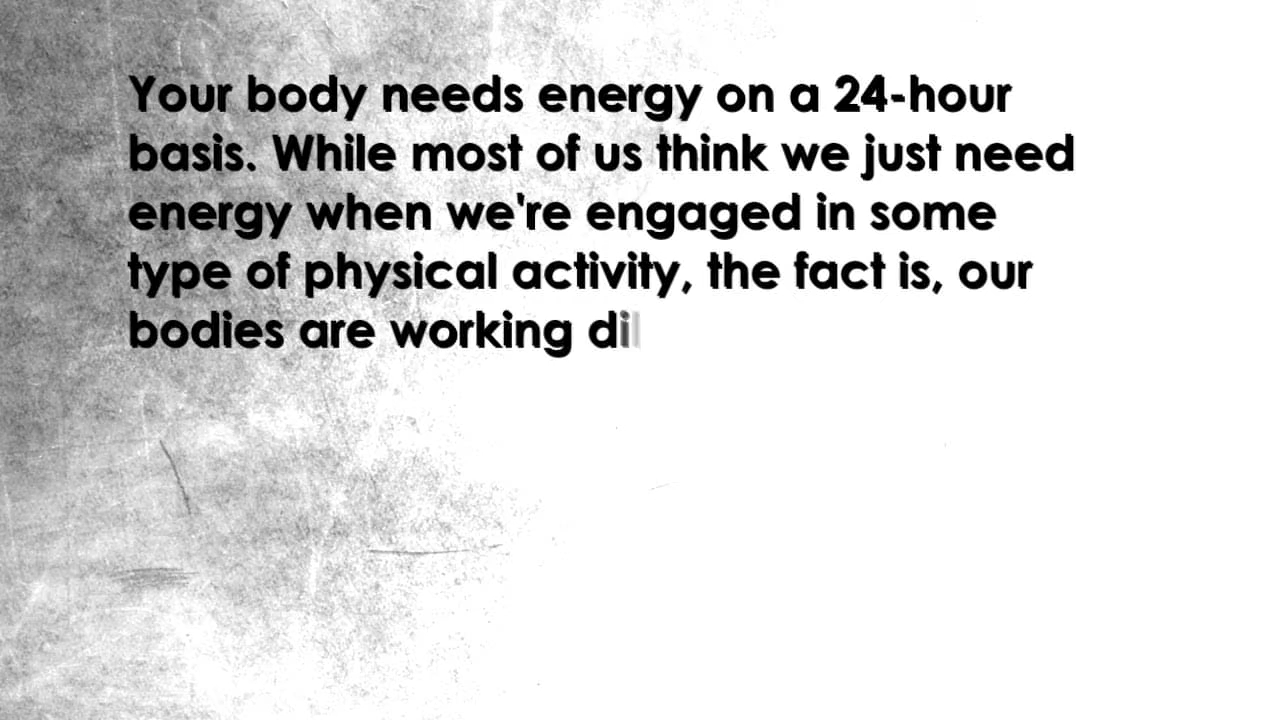 Your body needs energy on a 24-hour
basis. While most of us think we just need
energy when we're engaged in some
type of physical activity, the fact is, our
bodies are working dil